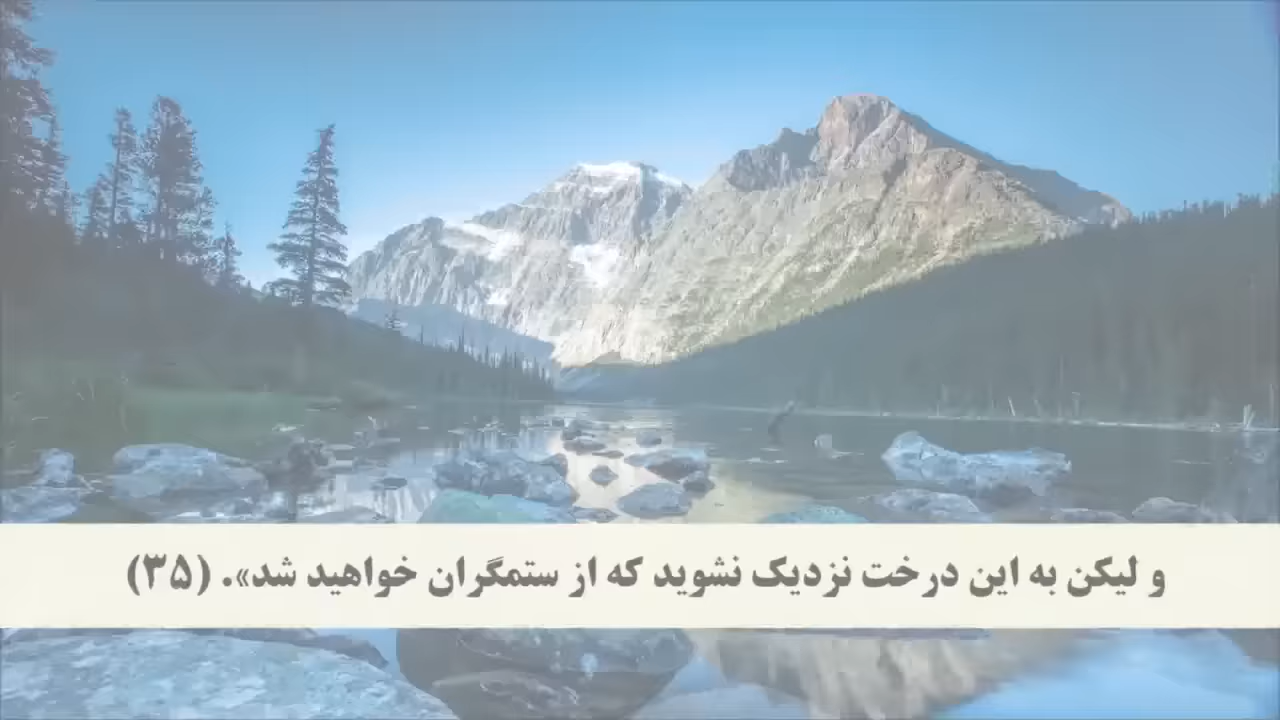 و لیکن به این درخت نزدیک نشوید که از ستمگران خواهید شد». (۳۵)